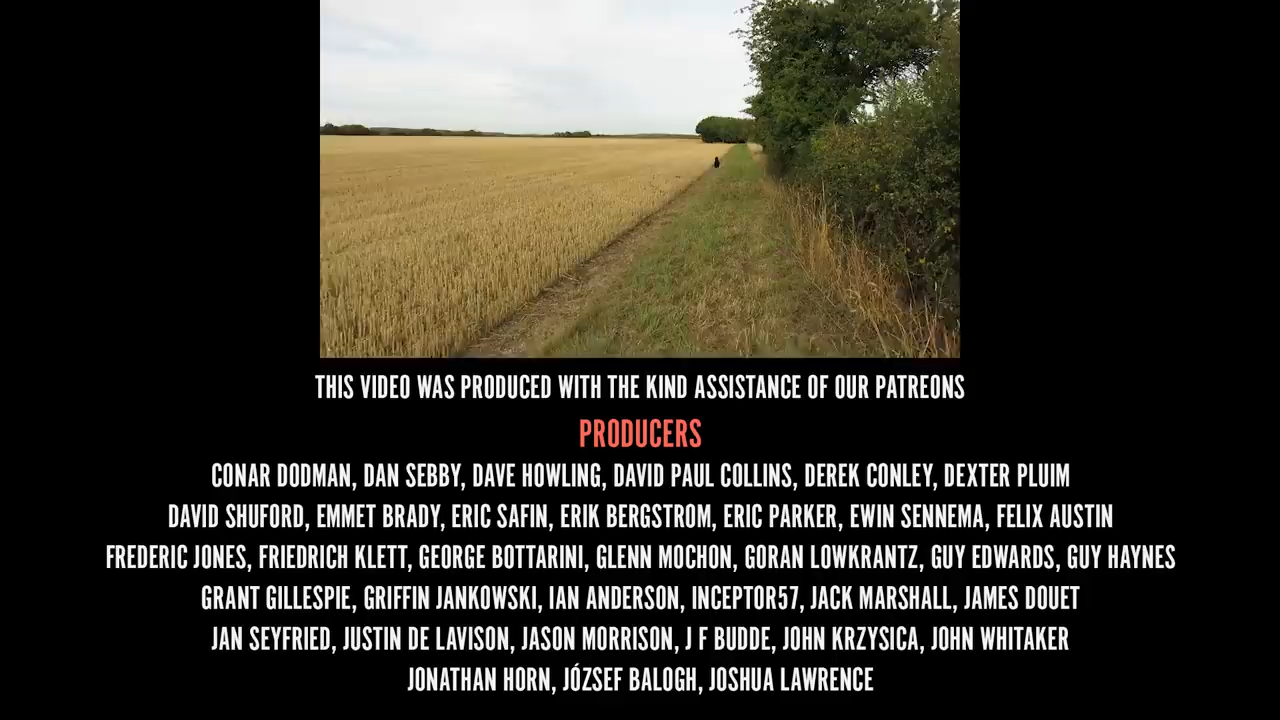 THIS VIDEO WAS PRODUCED WITH THE KIND ASSISTANCE OF OUR PATREONS
PRODUCERS
CONAR DODMAN, DAN SEBBY, DAVE HOWLING, DAVID PAUL COLLINS, DEREK CONLEY, DEXTER PLUIM
DAVID SHUFORD, EMMET BRADY, ERIC SAFIN, ERIK BERGSTROM, ERIC PARKER, EWIN SENNEMA, FELIX AUSTIN
FREDERIC JONES, FRIEDRICH KLETT, GEORGE BOTTARINI, GLENN MOCHON, GORAN LOWKRANTZ, GUY EDWARDS, GUY HAYNES
GRANT GILLESPIE, GRIFFIN JANKOWSKI, IAN ANDERSON, INCEPTOR57, JACK MARSHALL, JAMES DOUET
JAN SEYFRIED, JUSTIN DE LAVISON, JASON MORRISON, J F BUDDE, JOHN KRZYSICA, JOHN WHITAKER
JONATHAN HORN, JÓZSEF BALOGH, JOSHUA LAWRENCE